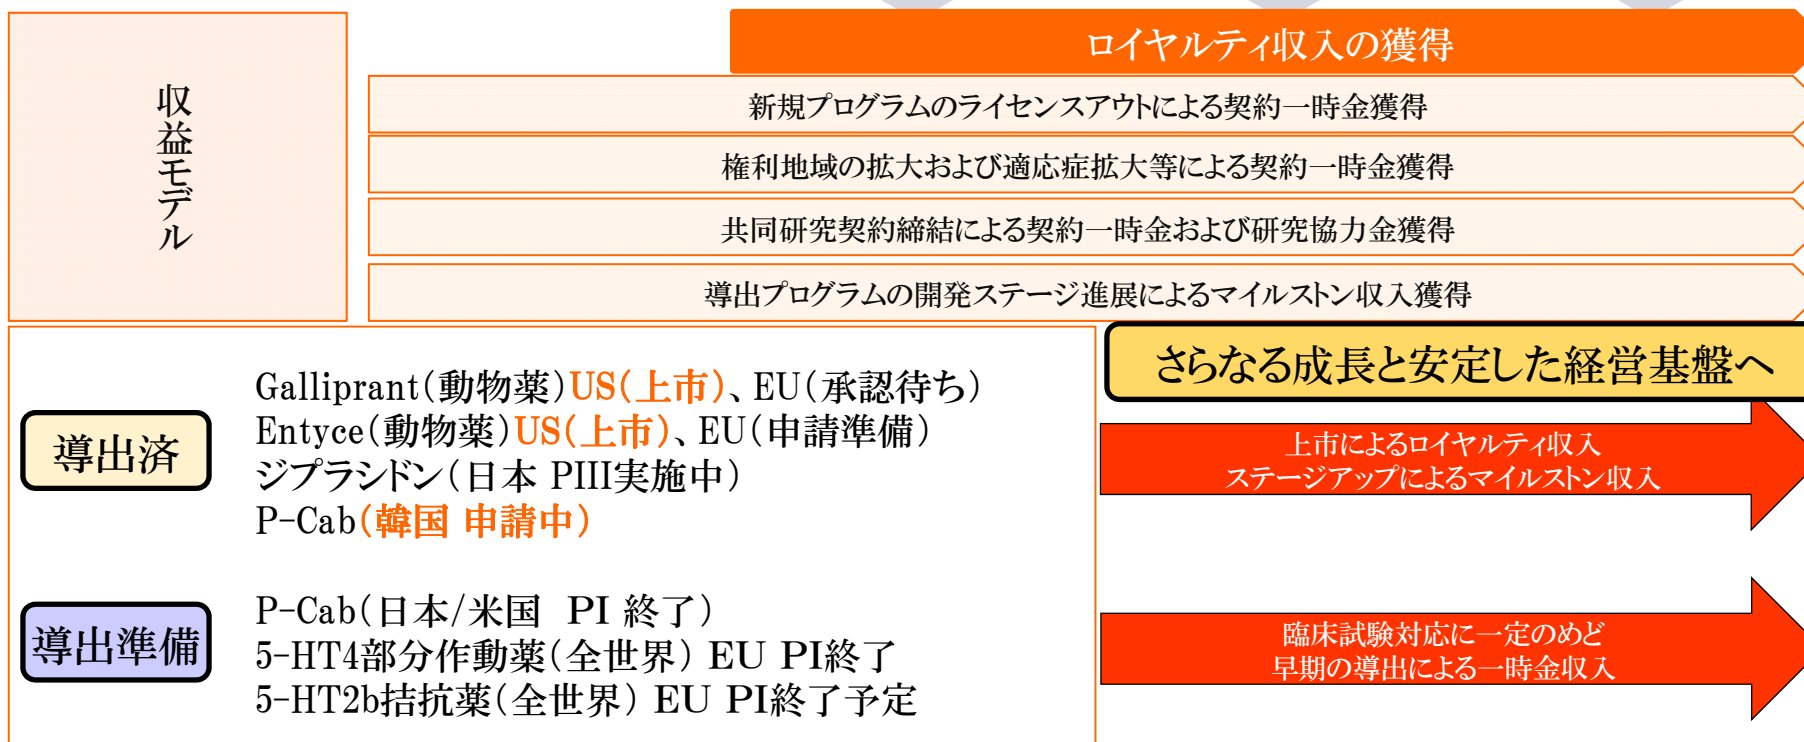 収益モデル
ロイヤルティ収入の獲得
新規プログラムのライセンスアウトによる契約一時金獲得
権利地域の拡大および適応症拡大等による契約一時金獲得
共同研究契約締結による契約一時金および研究協力金獲得
導出プログラムの開発ステージ進展によるマイルストン収入獲得
さらなる成長と安定した経営基盤へ
導出済
Galliprant(動物薬)US(上市)、EU(承認待ち)
Entyce(動物薬)US(上市)、EU(申請準備)
ジプラシドン(日本 PIII実施中)
P-Cab(韓国 申請中)
上市によるロイヤルティ収入
ステージアップによるマイルストン収入
導出準備
P-Cab(日本/米国 PI 終了)
5-HT4部分作動薬(全世界) EU PI終了
5-HT2b拮抗薬(全世界) EU PI終了予定
臨床試験対応に一定のめど
早期の導出による一時金収入